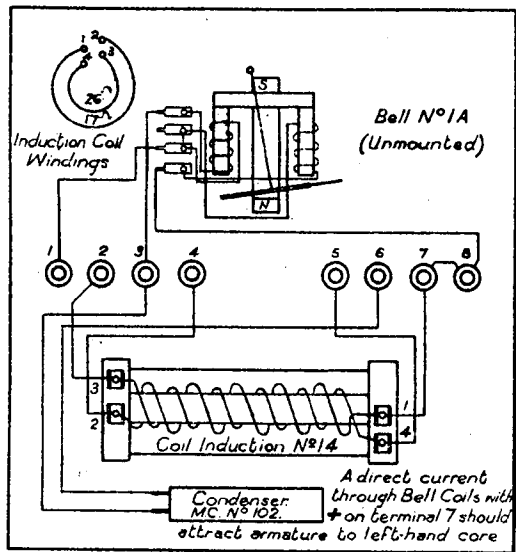 1 2 3
4
26
17
Induction Coil
Windings
S
N
Bell Nº 1A
(Unmounted)
1 2 3 4 5 6 7 8
3
2
1
4
Coil Induction Nº 14
Condenser
M.C. Nº 102.
A direct current
through Bell Coils with
+ on terminal 7 should
attract armature to left-hand core